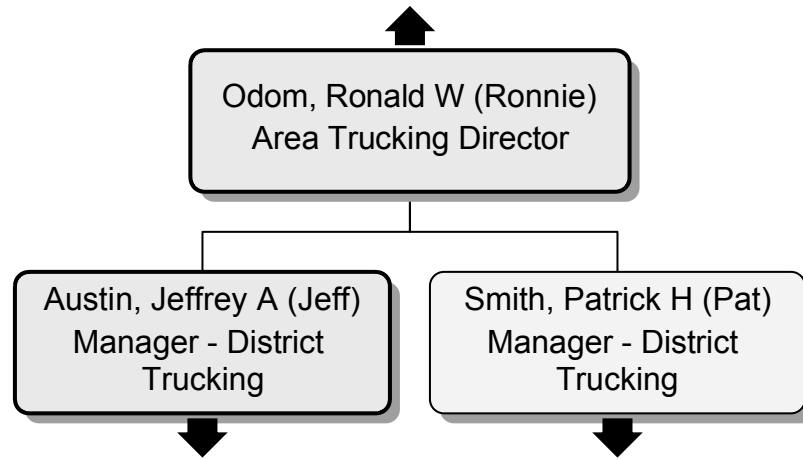 Odom, Ronald W (Ronnie)
Area Trucking Director
Austin, Jeffrey A (Jeff)
Manager - District
Trucking
Smith, Patrick H (Pat)
Manager - District
Trucking